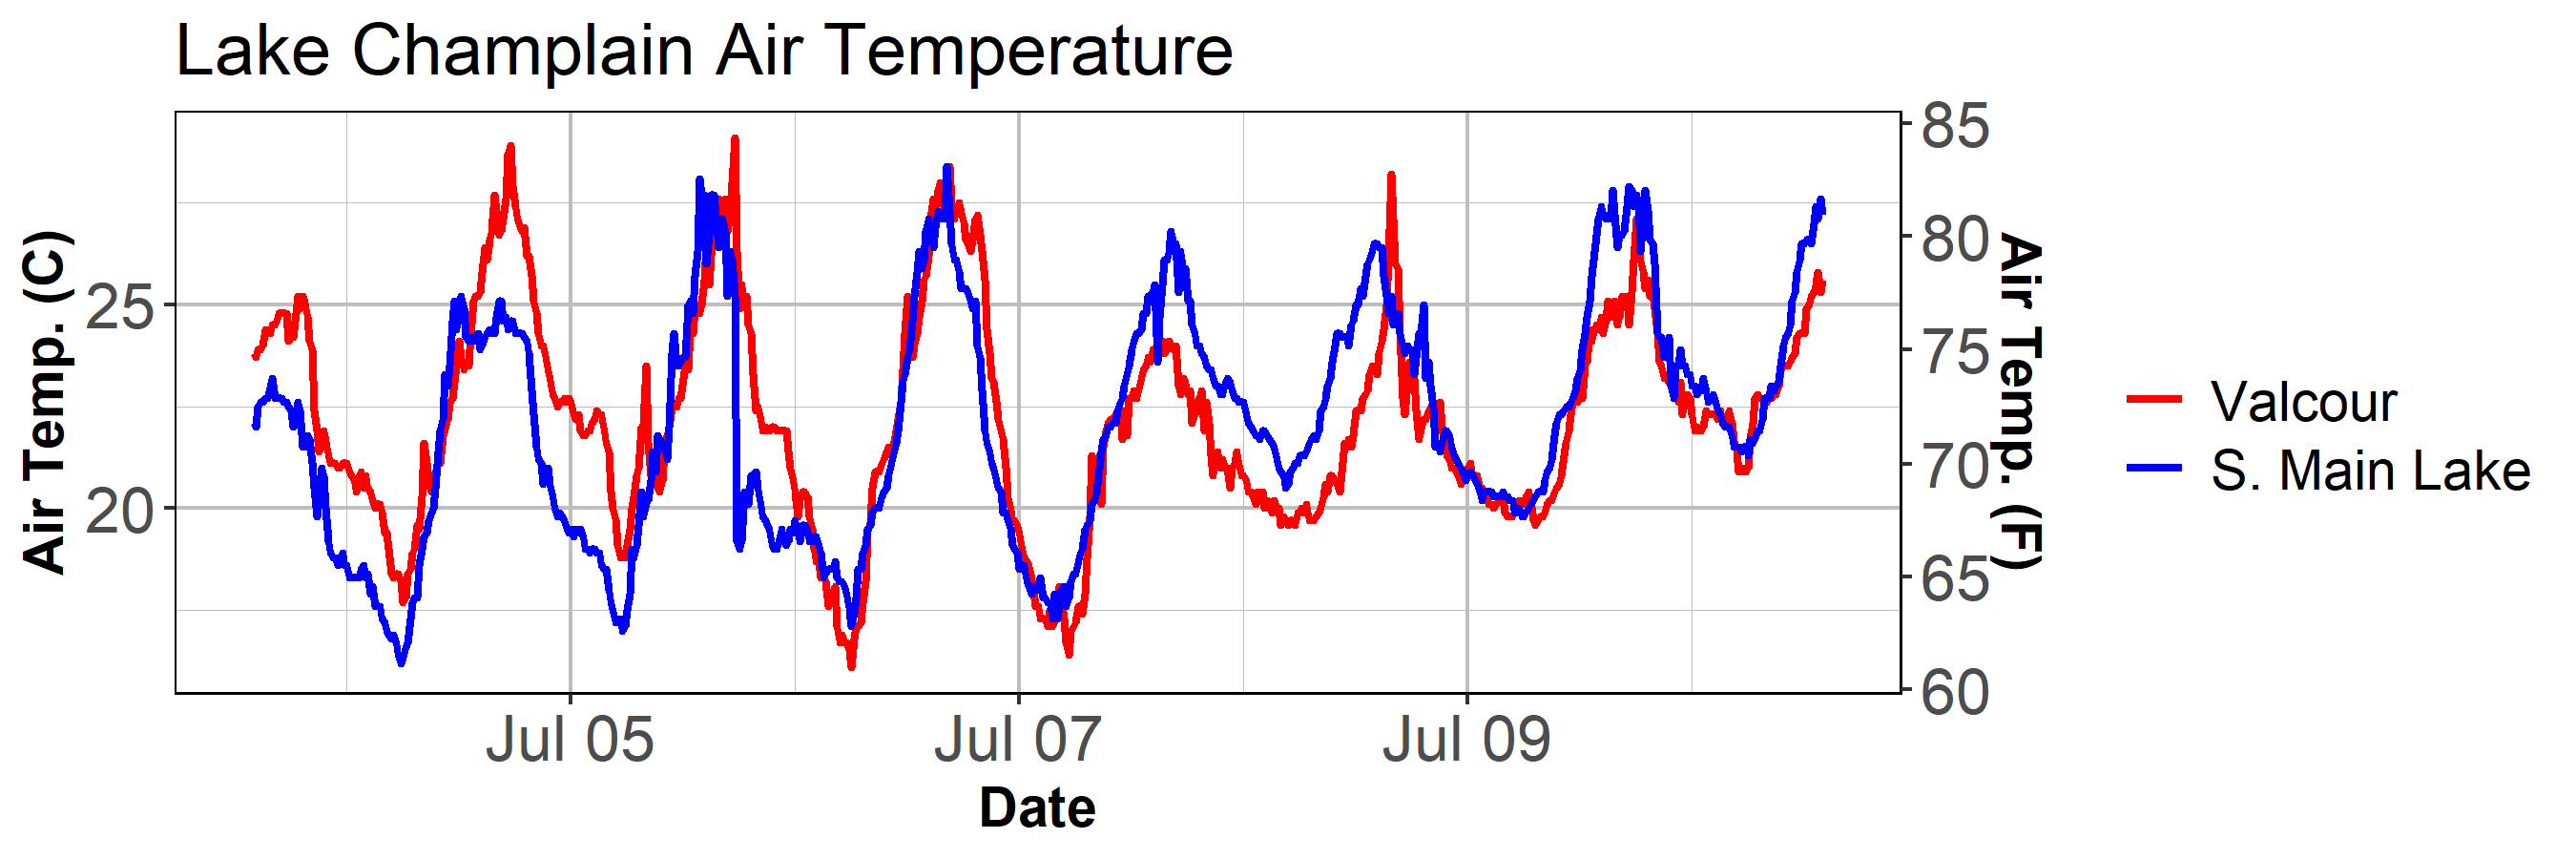 Lake Champlain Air Temperature
Air Temp. (C)
25
20
85
80
75
70
65
60
Air Temp. (F)
Jul 05
Jul 07
Jul 09
Date
Valcour
S. Main Lake